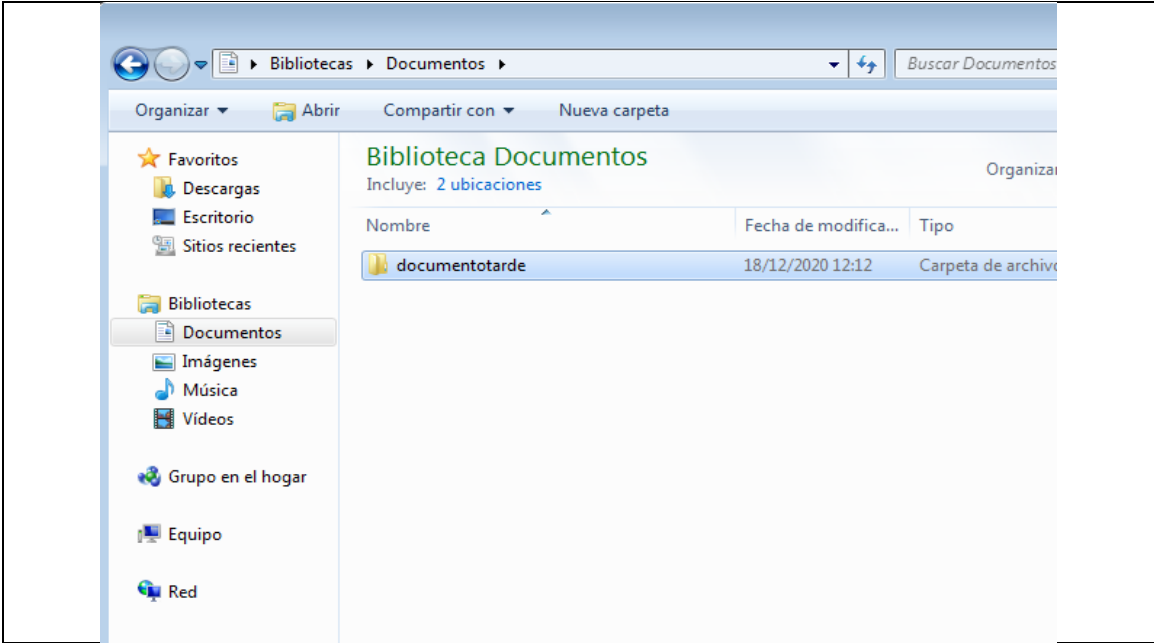 Bibliotecas Documentos
Buscar Documentos
Organizar Abrir Compartir con Nueva carpeta
Favoritos
Descargas
Escritorio
Sitios recientes
Bibliotecas
Documentos
Imágenes
Música
Vídeos
Grupo en el hogar
Equipo
Red
Biblioteca Documentos
Incluye: 2 ubicaciones
Organizar
Nombre Fecha de modifica... Tipo
documentotarde 18/12/2020 12:12 Carpeta de archivo